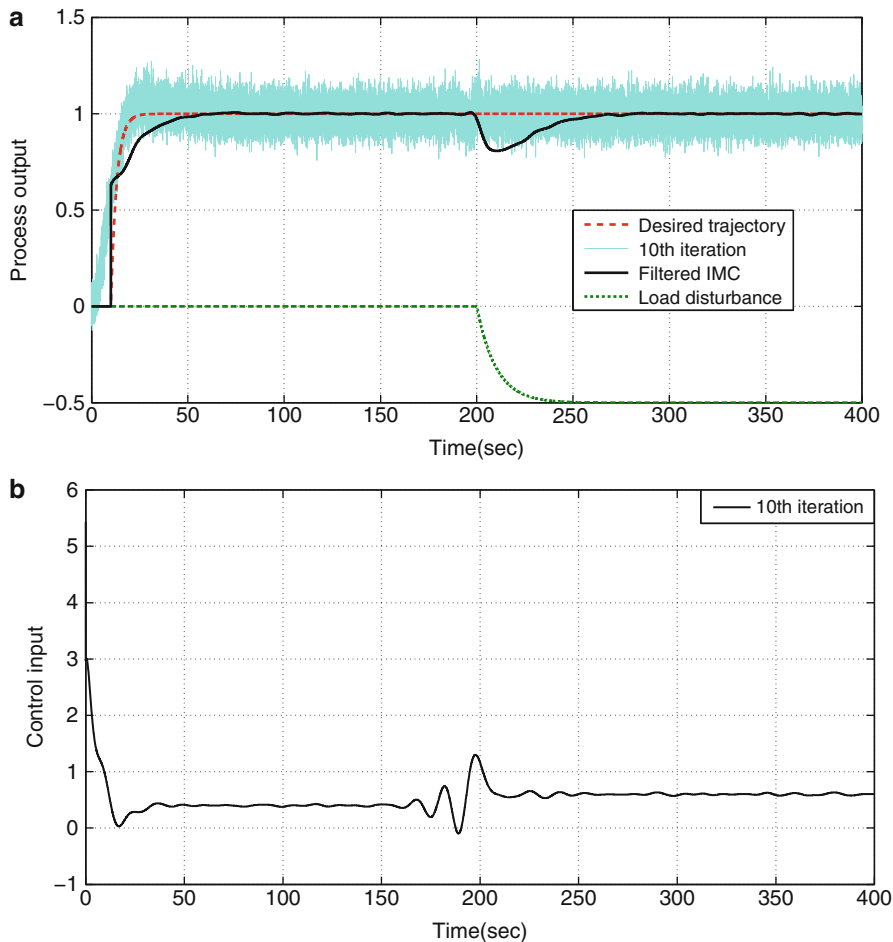 a
1.5
1
0.5
0
−0.5
Process output
Desired trajectory
10th iteration
Filtered IMC
Load disturbance
0 50 100 150 200 250 300 350 400
Time(sec)
b
6
5
4
3
2
1
0
−1
Control input
10th iteration
0 50 100 150 200 250 300 350 400
Time(sec)